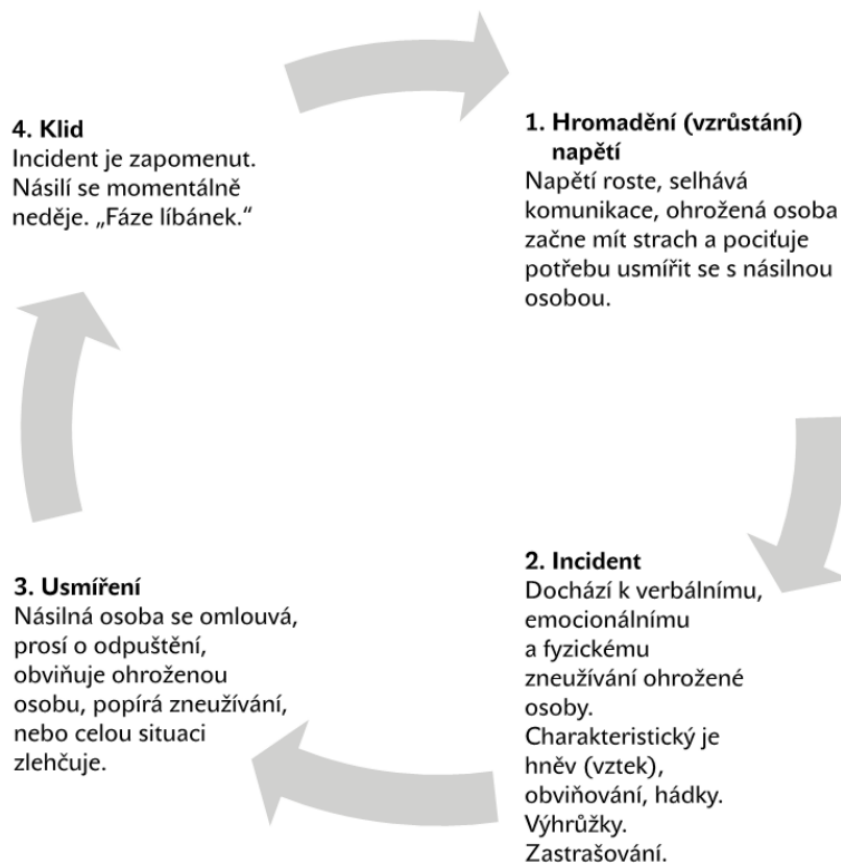 1. Hromadění (vzrůstání)
napětí
Napětí roste, selhává
komunikace, ohrožená osoba
začne mít strach a pociťuje
potřebu usmířit se s násilnou
osobou.
2. Incident
Dochází k verbálnímu,
emocionálnímu
a fyzickému
zneužívání ohrožené
osoby.
Charakteristický je
hněv (vztek),
obviňování, hádky.
Výhrůžky.
Zastrašování.
3. Usmíření
Násilná osoba se omlouvá,
prosí o odpuštění,
obviňuje ohroženou
osobu, popírá zneužívání,
nebo celou situaci
zlehčuje.
4. Klid
Incident je zapomenut.
Násilí se momentálně
neděje. „Fáze líbánek.“